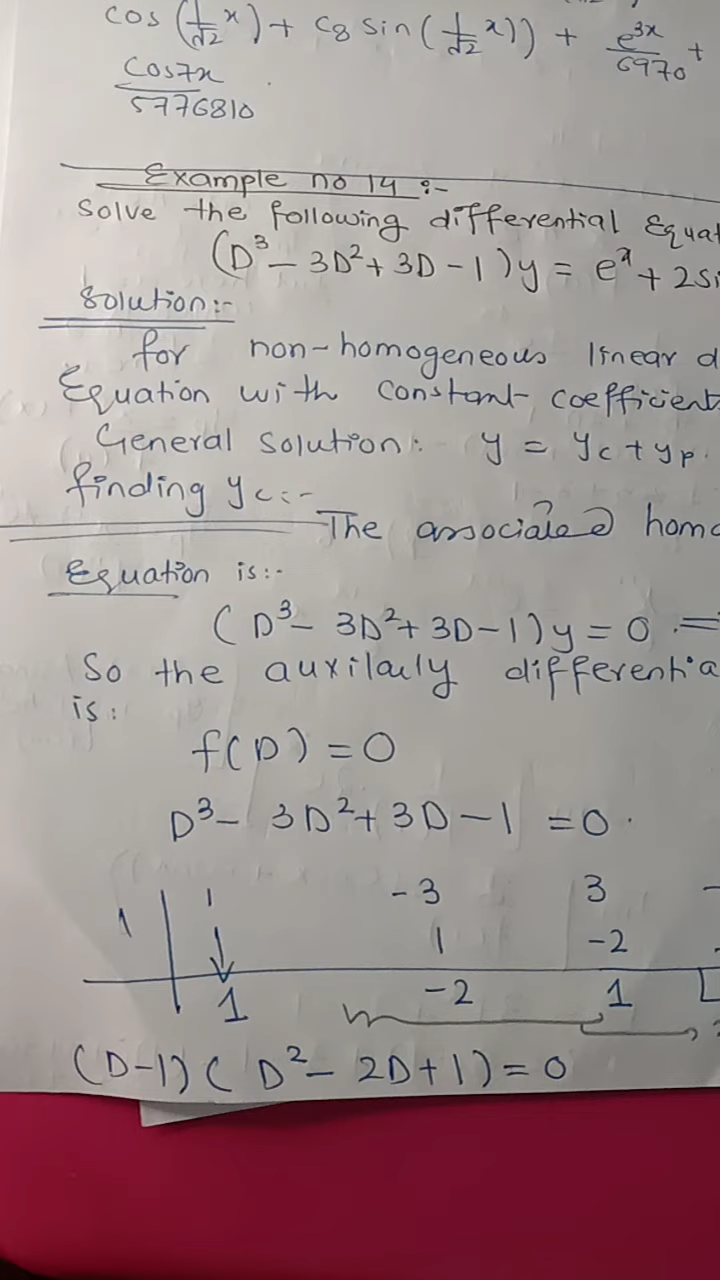 cos (1/√2 x) + C8 sin (1/√2 x)) + e^3x/6970 +
cos7x/5776810 .
Example no 14 :-
Solve the following differential Equat
(D³ - 3D² + 3D - 1)y = e^x + 2Si
Solution:-
for non-homogeneous linear d
Equation with constant coefficient
General Solution: y = yc + yp.
finding yc:-
The associated homo
Equation is:-
(D³ - 3D² + 3D - 1)y = 0 . =
So the auxilarly differentia
is:
f(D) = 0
D³ - 3D² + 3D - 1 = 0 .
1 | 1 -3 3 -
↓ 1 -2
1 -2 1
(D-1)(D² - 2D + 1) = 0